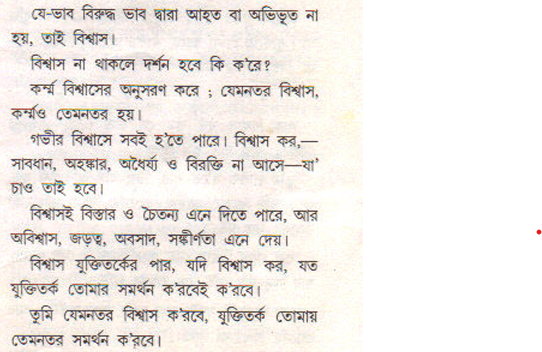 যে-ভাব বিরুদ্ধ ভাব দ্বারা আহত বা অভিভূত না
হয়, তাই বিশ্বাস।
বিশ্বাস না থাকলে দর্শন হবে কি ক'রে?
কর্ম্ম বিশ্বাসের অনুসরণ করে ; যেমনতর বিশ্বাস,
কর্ম্মও তেমনতর হয়।
গভীর বিশ্বাসে সবই হ'তে পারে। বিশ্বাস কর,—
সাবধান, অহঙ্কার, অধৈর্য্য ও বিরক্তি না আসে—যা'
চাও তাই হবে।
বিশ্বাসই বিস্তার ও চৈতন্য এনে দিতে পারে, আর
অবিশ্বাস, জড়ত্ব, অবসাদ, সঙ্কীর্ণতা এনে দেয়।
বিশ্বাস যুক্তিতর্কের পার, যদি বিশ্বাস কর, যত
যুক্তিতর্ক তোমার সমর্থন ক'রবেই ক'রবে।
তুমি যেমনতর বিশ্বাস ক'রবে, যুক্তিতর্ক তোমায়
তেমনতর সমর্থন ক'রবে।